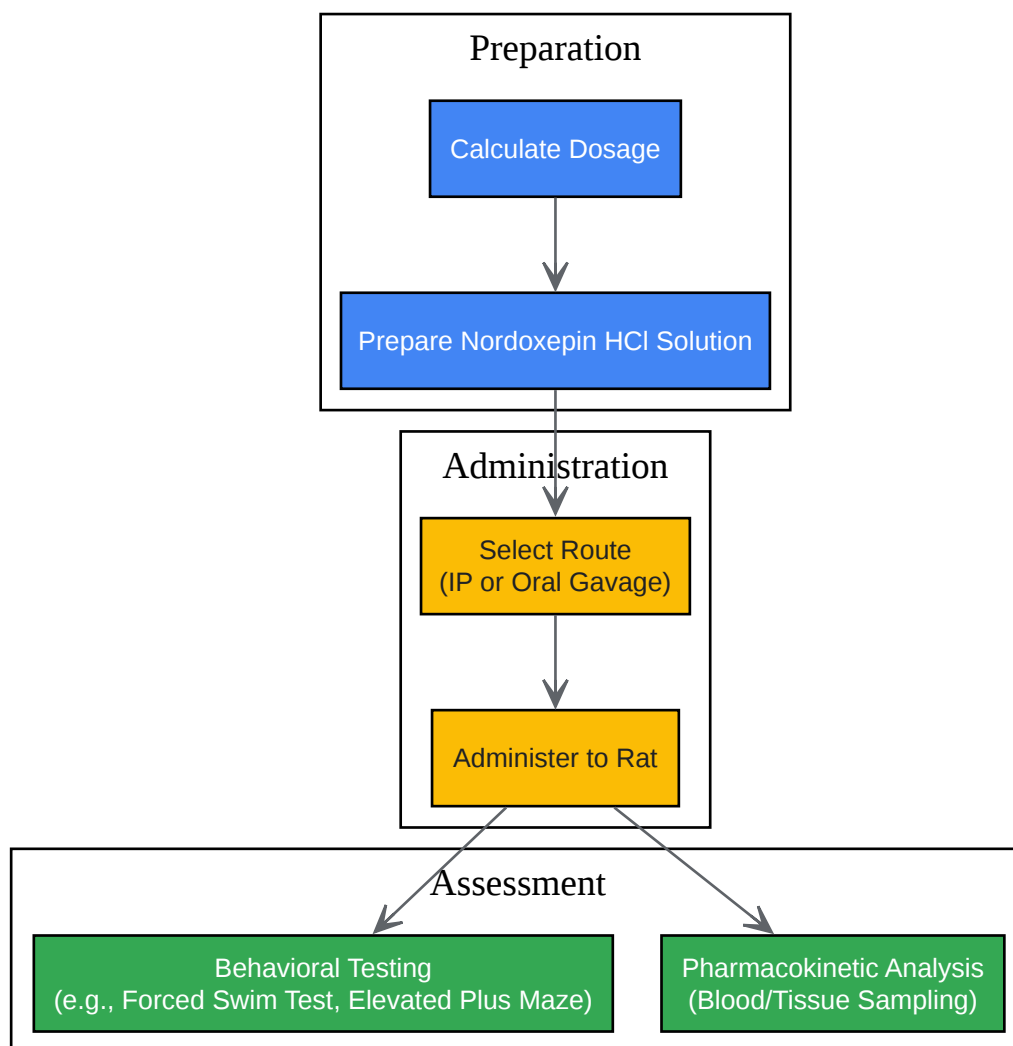 Preparation
Calculate Dosage
Prepare Nordoxepin HCl Solution
Administration
Select Route
(IP or Oral Gavage)
Administer to Rat
Assessment
Behavioral Testing
(e.g., Forced Swim Test, Elevated Plus Maze)
Pharmacokinetic Analysis
(Blood/Tissue Sampling)